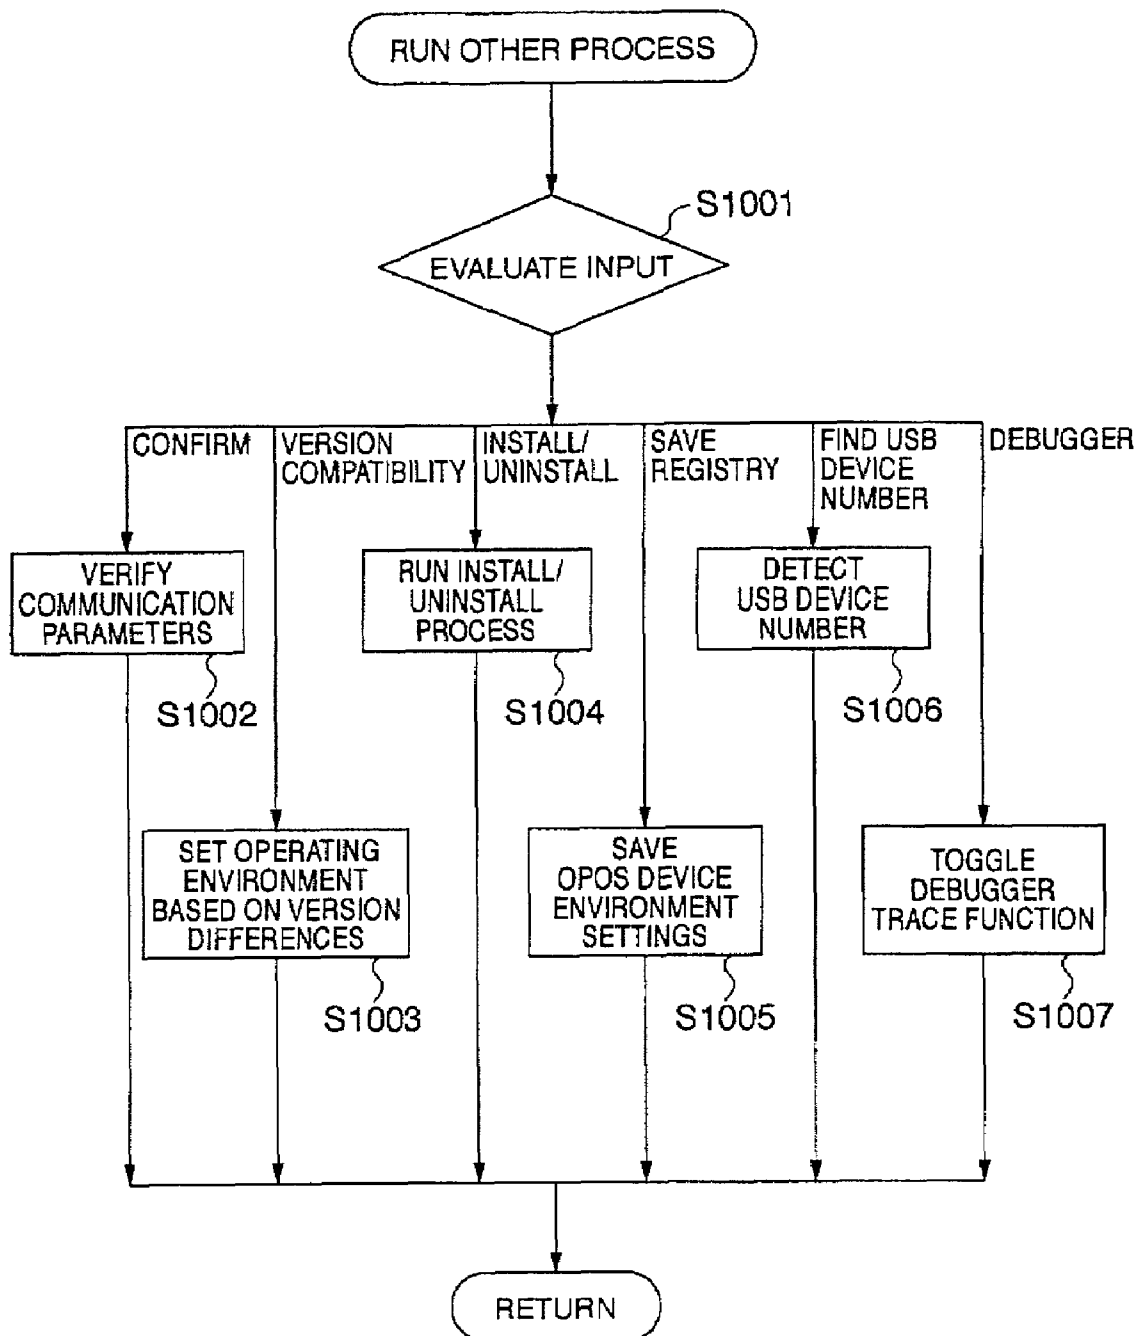 RUN OTHER PROCESS
S1001
EVALUATE INPUT
CONFIRM
VERSION
COMPATIBILITY
INSTALL/
UNINSTALL
SAVE
REGISTRY
FIND USB
DEVICE
NUMBER
DEBUGGER
VERIFY
COMMUNICATION
PARAMETERS
S1002
RUN INSTALL/
UNINSTALL
PROCESS
S1004
DETECT
USB DEVICE
NUMBER
S1006
SET OPERATING
ENVIRONMENT
BASED ON VERSION
DIFFERENCES
S1003
SAVE
OPOS DEVICE
ENVIRONMENT
SETTINGS
S1005
TOGGLE
DEBUGGER
TRACE FUNCTION
S1007
RETURN